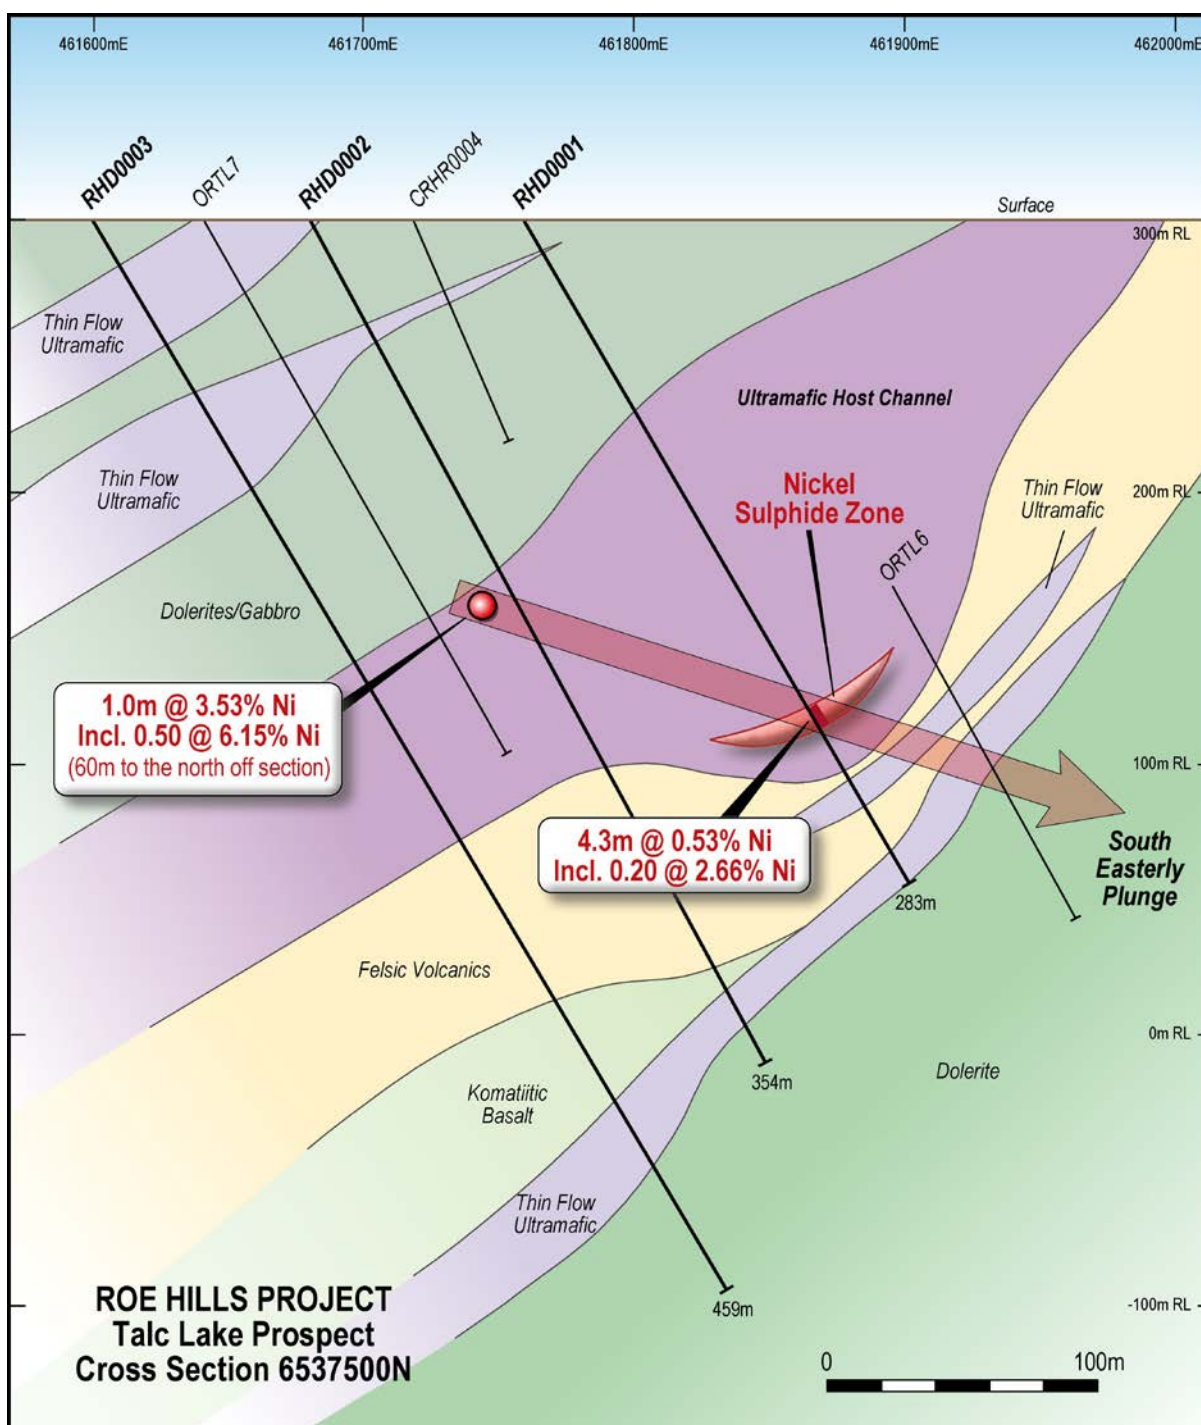 461600mE
461700mE
461800mE
461900mE
462000mE
RHD0003
ORTL7
RHD0002
CRHR0004
RHD0001
Surface
300m RL
Thin Flow
Ultramafic
Ultramafic Host Channel
Thin Flow
Ultramafic
Nickel
Sulphide Zone
Thin Flow
Ultramafic
200m RL
ORTL6
Dolerites/Gabbro
1.0m @ 3.53% Ni
Incl. 0.50 @ 6.15% Ni
(60m to the north off section)
100m RL
4.3m @ 0.53% Ni
Incl. 0.20 @ 2.66% Ni
South
Easterly
Plunge
283m
Felsic Volcanics
0m RL
354m
Dolerite
Komatiitic
Basalt
Thin Flow
Ultramafic
459m
-100m RL
ROE HILLS PROJECT
Talc Lake Prospect
Cross Section 6537500N
0
100m